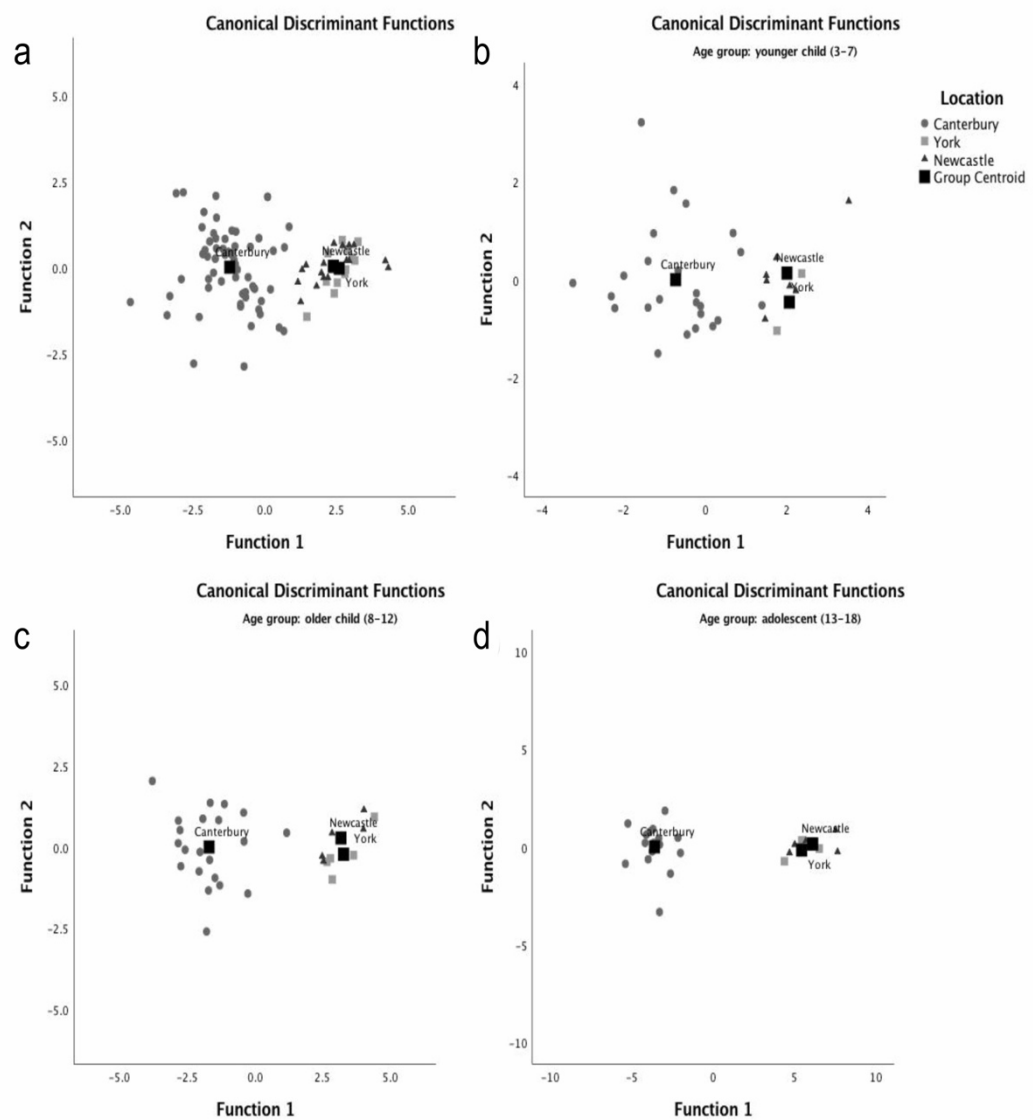 a
Canonical Discriminant Functions
Function 2
5.0
2.5
0.0
-2.5
-5.0
Canterbury
Newcastle
York
-5.0 -2.5 0.0 2.5 5.0
Function 1
b
Canonical Discriminant Functions
Age group: younger child (3-7)
Function 2
4
2
0
-2
-4
Canterbury
Newcastle
York
-4 -2 0 2 4
Function 1
Location
Canterbury
York
Newcastle
Group Centroid
c
Canonical Discriminant Functions
Age group: older child (8-12)
Function 2
5.0
2.5
0.0
-2.5
-5.0
Canterbury
Newcastle
York
-5.0 -2.5 0.0 2.5 5.0
Function 1
d
Canonical Discriminant Functions
Age group: adolescent (13-18)
Function 2
10
5
0
-5
-10
Canterbury
Newcastle
York
-10 -5 0 5 10
Function 1